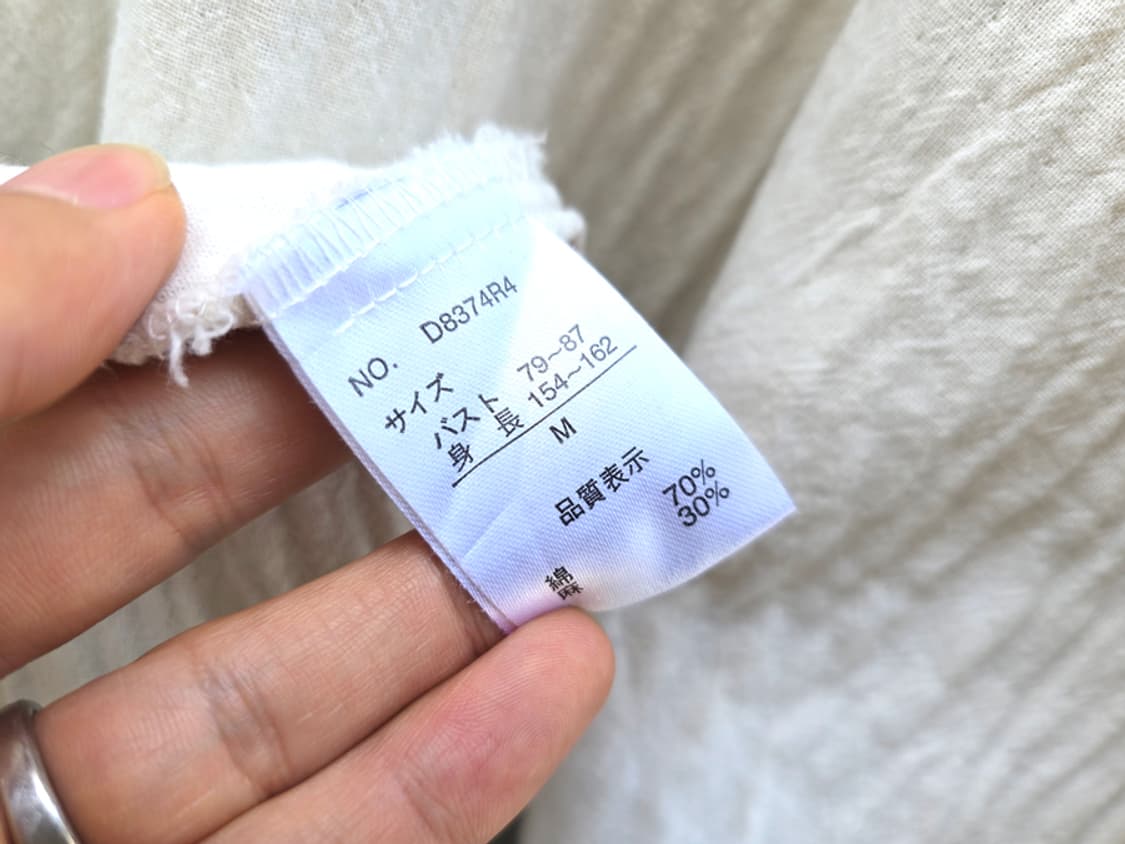 NO. D8374R4
サイズ
バスト 79~87
身長 154~162
M
品質表示
綿 70%
麻 30%